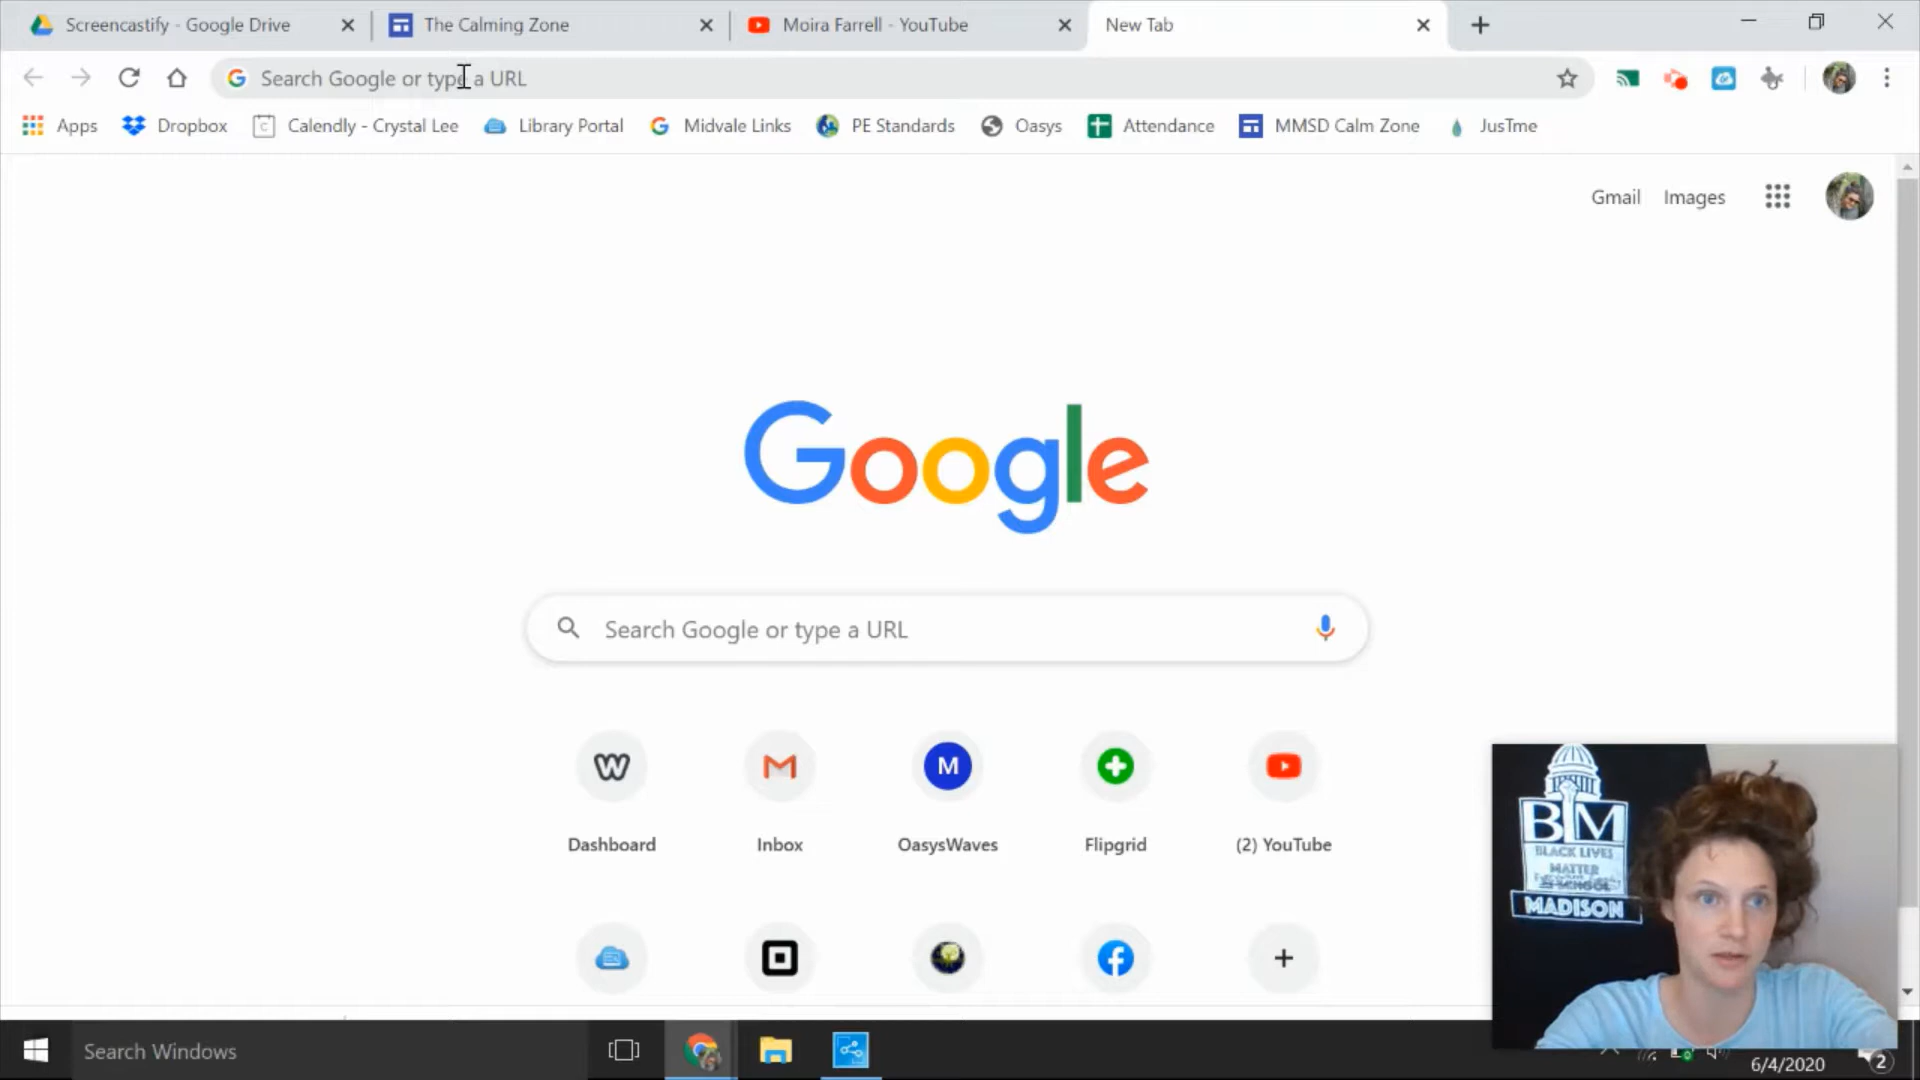 Screencastify - Google Drive
The Calming Zone
Moira Farrell - YouTube
New Tab
Search Google or type a URL
Apps
Dropbox
Calendly - Crystal Lee
Library Portal
Midvale Links
PE Standards
Oasys
Attendance
MMSD Calm Zone
JusTme
Gmail
Images
Google
Search Google or type a URL
M
Dashboard
Inbox
OasysWaves
Flipgrid
(2) YouTube
BLM
BLACK LIVES
MATTER
SCHOOL
MADISON
Search Windows
6/4/2020
2